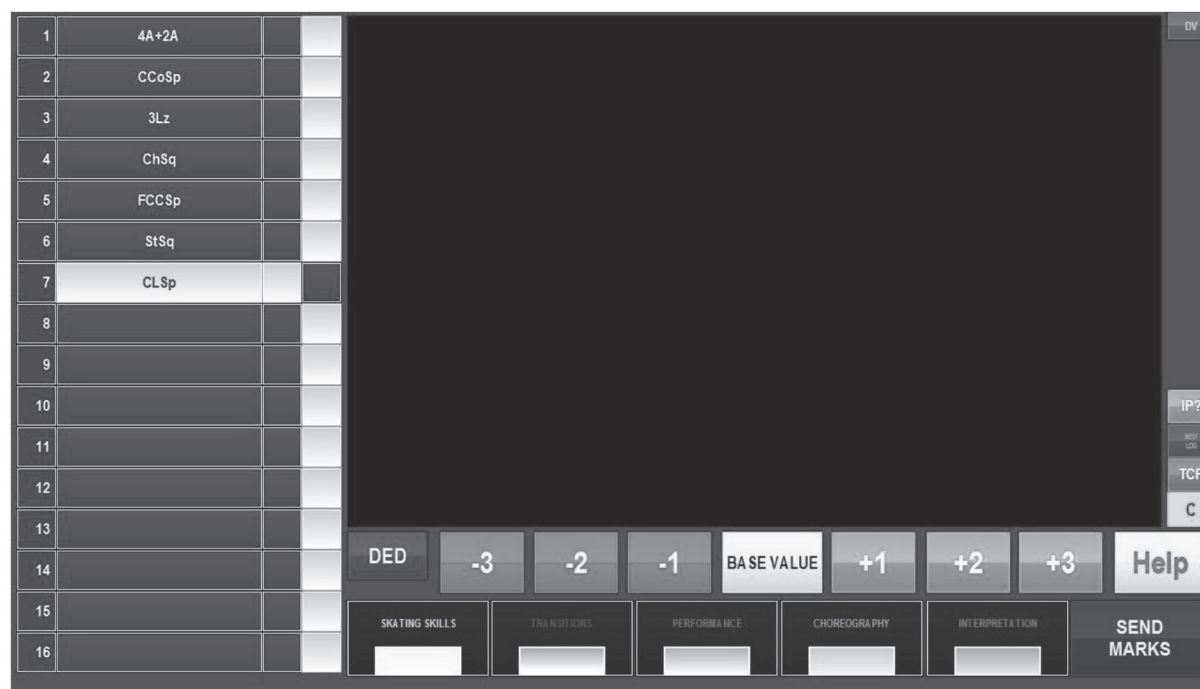 1 4A+2A
2 CCoSp
3 3Lz
4 ChSq
5 FCCSp
6 StSq
7 CLSp
8
9
10
11
12
13
14
15
16
DV
IP?
TCF
C
DED -3 -2 -1 BASE VALUE +1 +2 +3 Help
SKATING SKILLS TRANSITIONS PERFORMANCE CHOREOGRAPHY INTERPRETATION SEND
MARKS